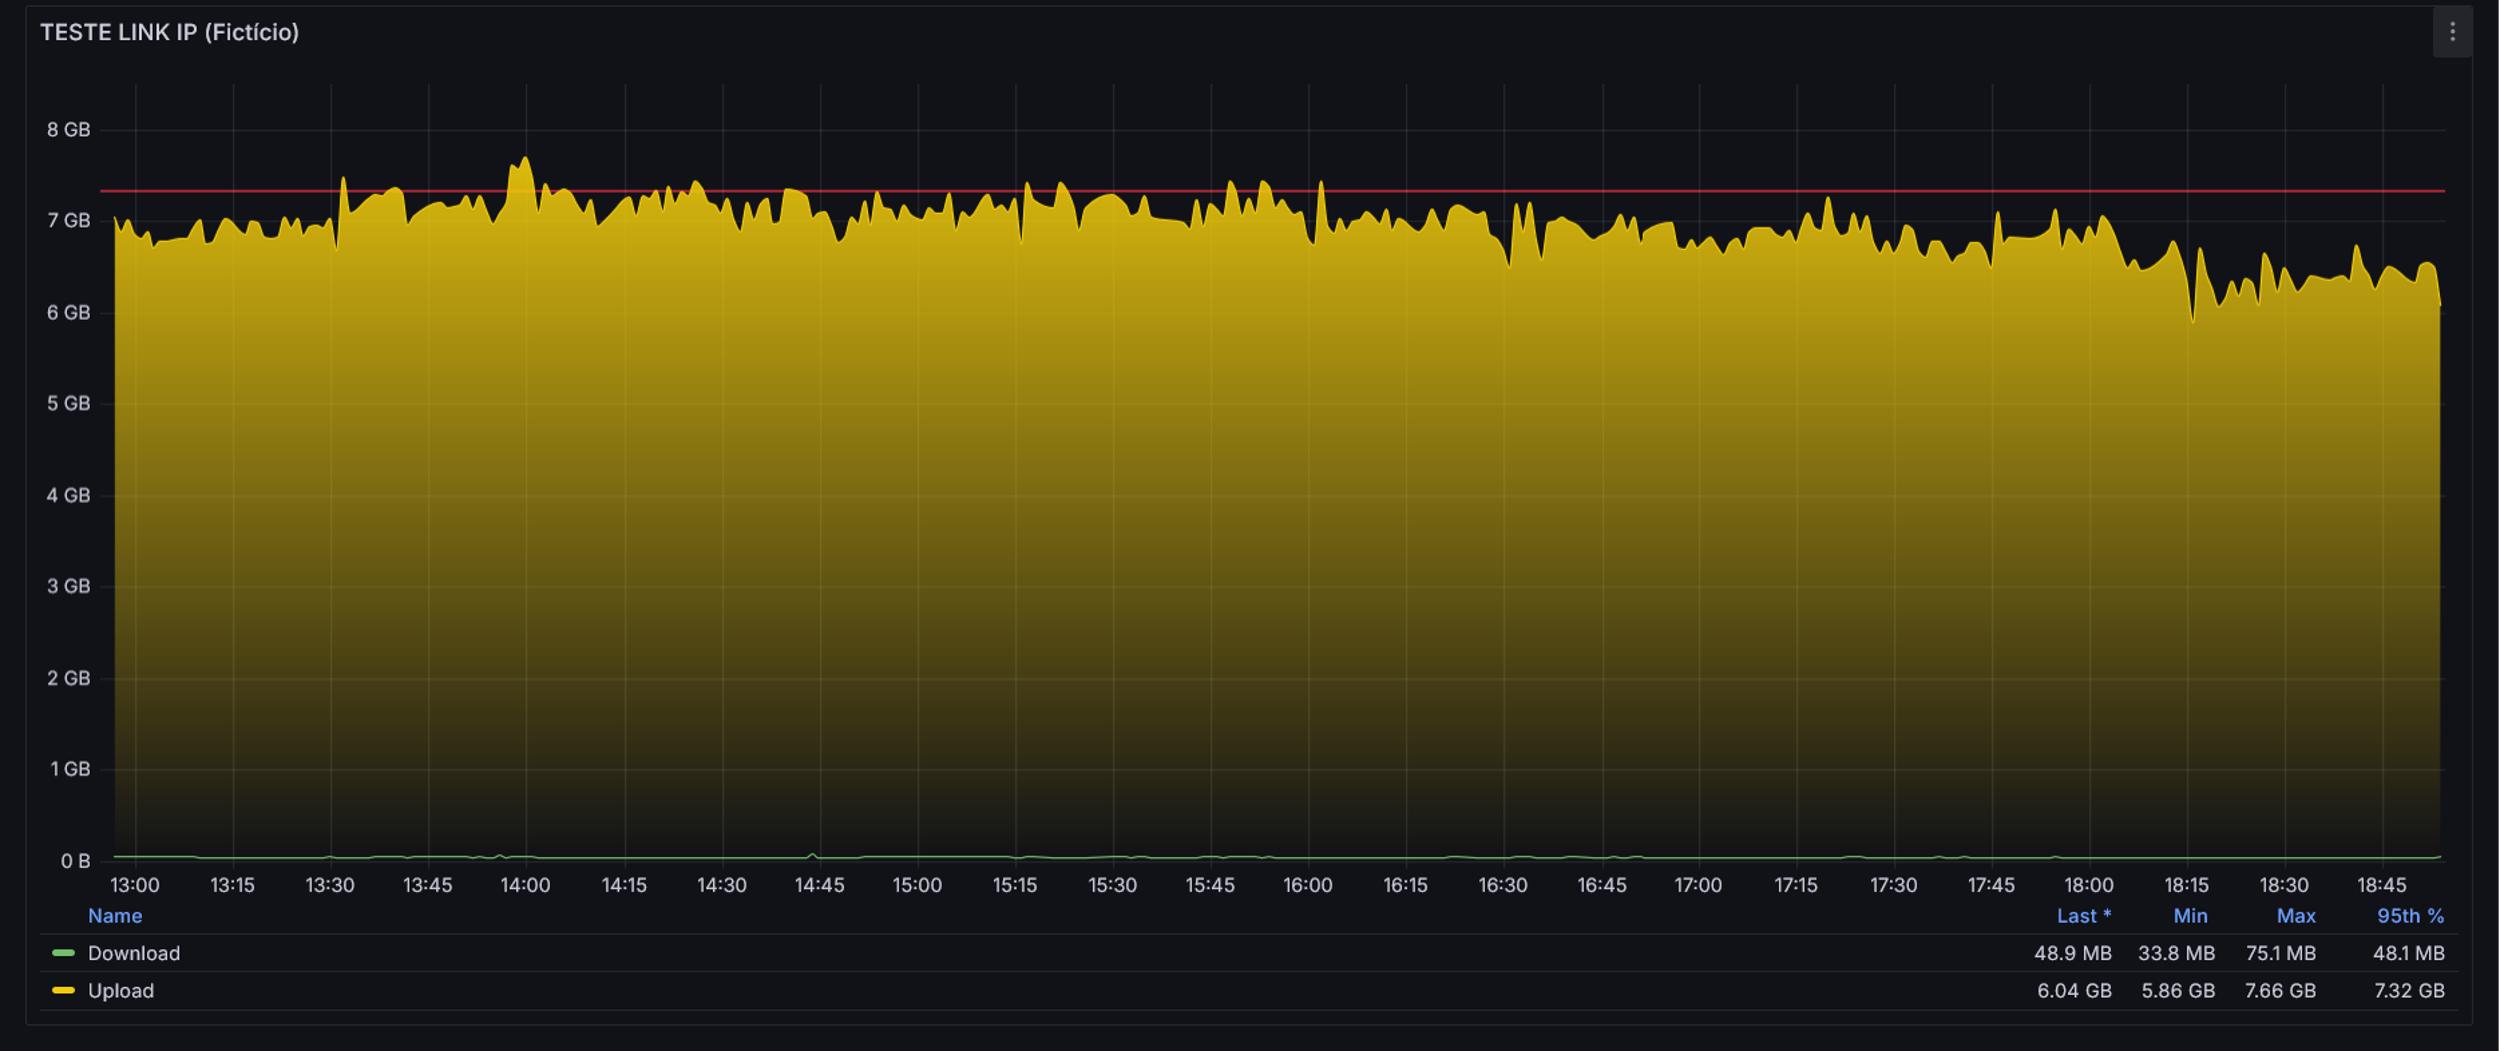 TESTE LINK IP (Fictício)
8 GB
7 GB
6 GB
5 GB
4 GB
3 GB
2 GB
1 GB
0 B
13:00 13:15 13:30 13:45 14:00 14:15 14:30 14:45 15:00 15:15 15:30 15:45 16:00 16:15 16:30 16:45 17:00 17:15 17:30 17:45 18:00 18:15 18:30 18:45
Name Last * Min Max 95th %
Download 48.9 MB 33.8 MB 75.1 MB 48.1 MB
Upload 6.04 GB 5.86 GB 7.66 GB 7.32 GB